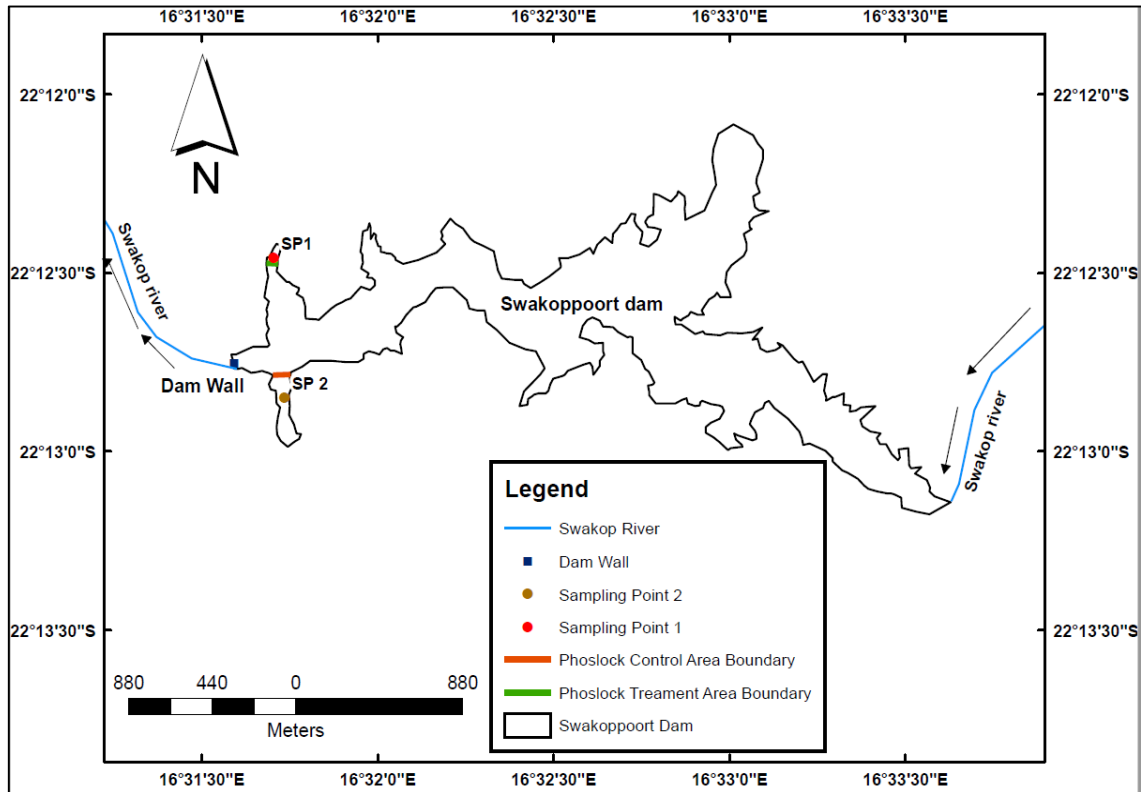 16°31'30"E 16°32'0"E 16°32'30"E 16°33'0"E 16°33'30"E
22°12'0"S 22°12'0"S
N
Swakop river
SP1
22°12'30"S 22°12'30"S
Swakoppoort dam
Dam Wall
SP 2
Swakop river
22°13'0"S 22°13'0"S
Legend
Swakop River
Dam Wall
Sampling Point 2
Sampling Point 1
Phoslock Control Area Boundary
Phoslock Treament Area Boundary
Swakoppoort Dam
22°13'30"S 22°13'30"S
880 440 0 880
Meters
16°31'30"E 16°32'0"E 16°32'30"E 16°33'0"E 16°33'30"E